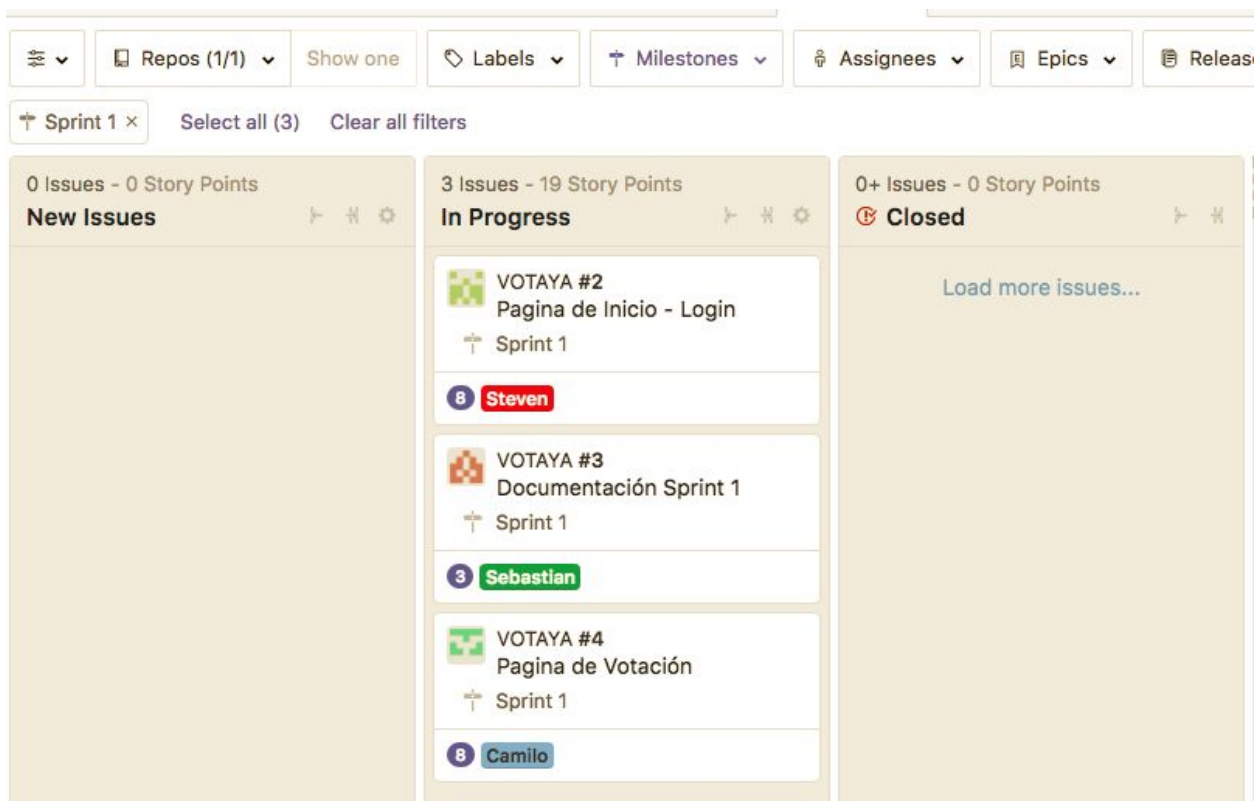 Repos (1/1) Show one Labels Milestones Assignees Epics Releas
Sprint 1 × Select all (3) Clear all filters
0 Issues - 0 Story Points
New Issues
3 Issues - 19 Story Points
In Progress
VOTAYA #2
Pagina de Inicio - Login
Sprint 1
8 Steven
VOTAYA #3
Documentación Sprint 1
Sprint 1
3 Sebastian
VOTAYA #4
Pagina de Votación
Sprint 1
8 Camilo
0+ Issues - 0 Story Points
Closed
Load more issues...